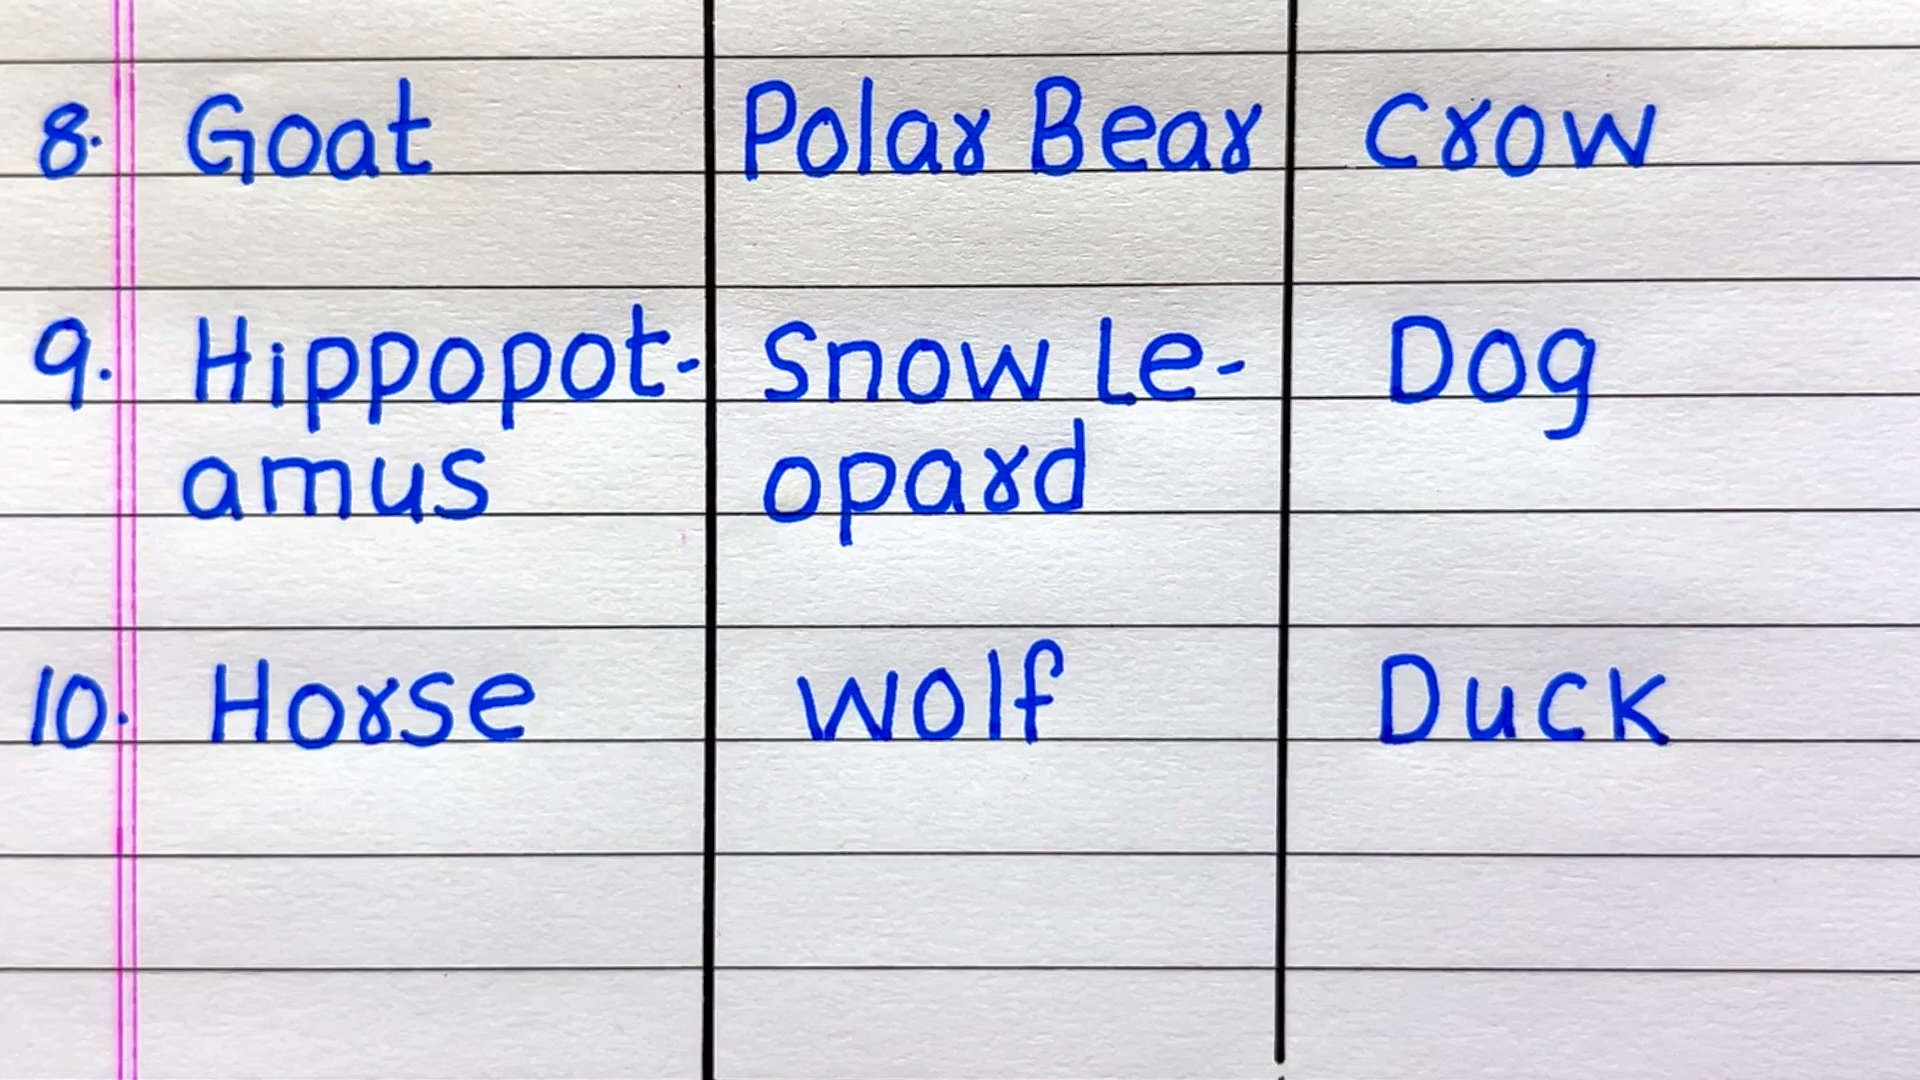 8. Goat Polar Bear Crow
9. Hippopot- Snow Le- Dog
amus opard
10. Horse Wolf Duck